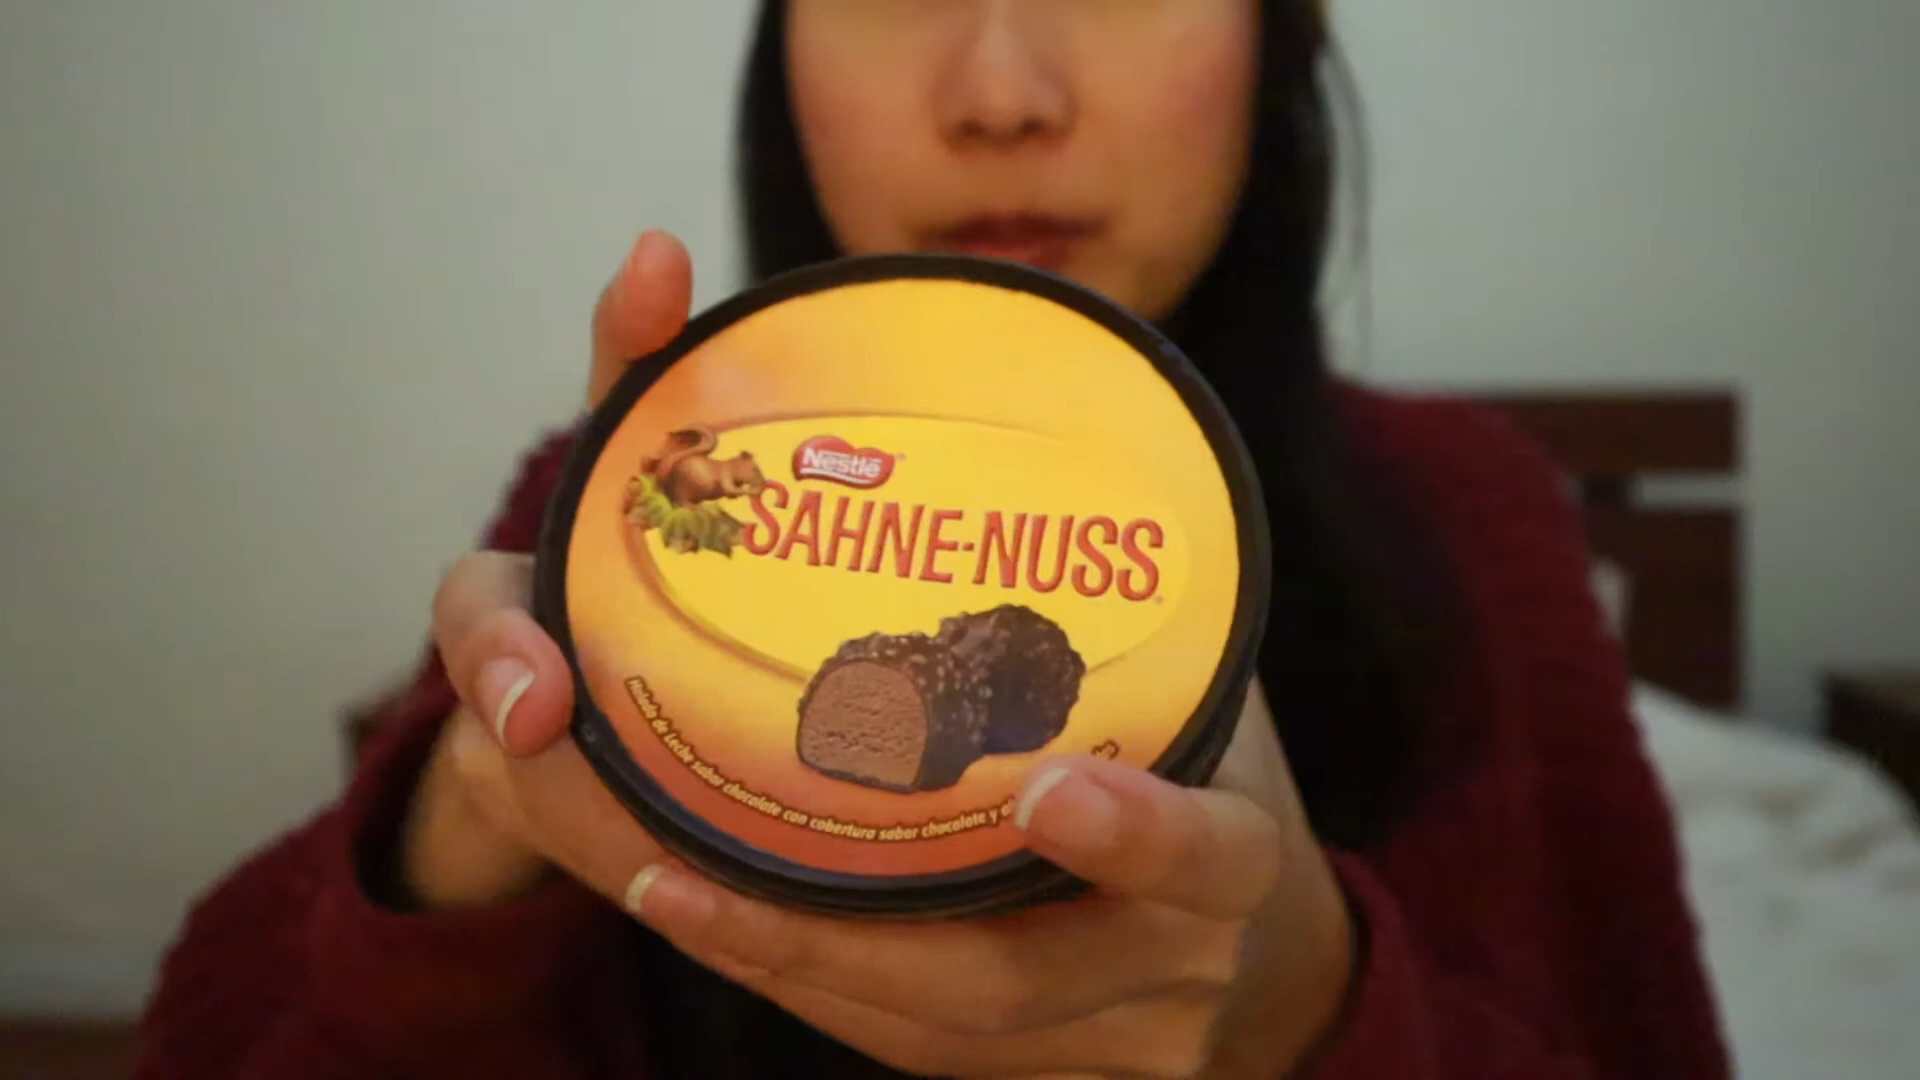 Nestlé
SAHNE-NUSS
Helado de Leche sabor chocolate con cobertura sabor chocolate y